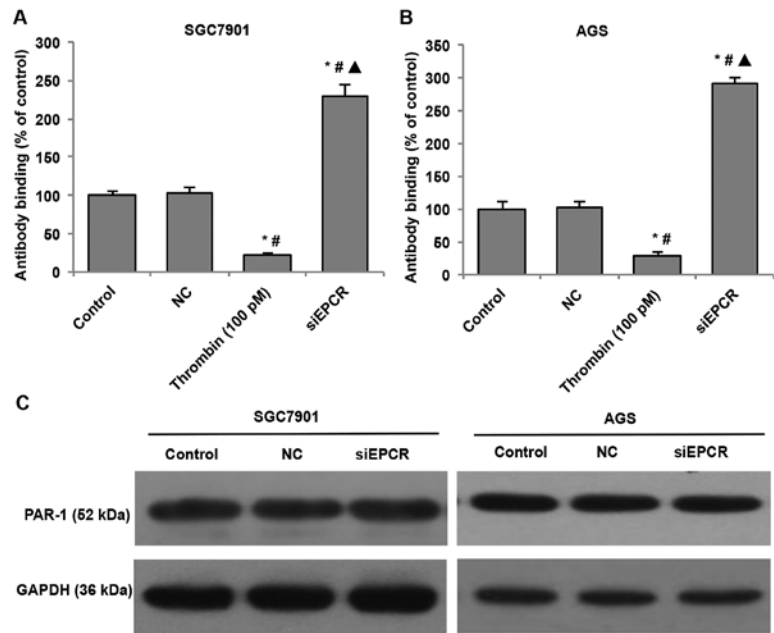 A
SGC7901
Antibody binding (% of control)
300
250
200
150
100
50
0
* #
* # ▲
Control
NC
Thrombin (100 pM)
siEPCR
B
AGS
Antibody binding (% of control)
350
300
250
200
150
100
50
0
* #
* # ▲
Control
NC
Thrombin (100 pM)
siEPCR
C
SGC7901
AGS
Control NC siEPCR
Control NC siEPCR
PAR-1 (52 kDa)
GAPDH (36 kDa)